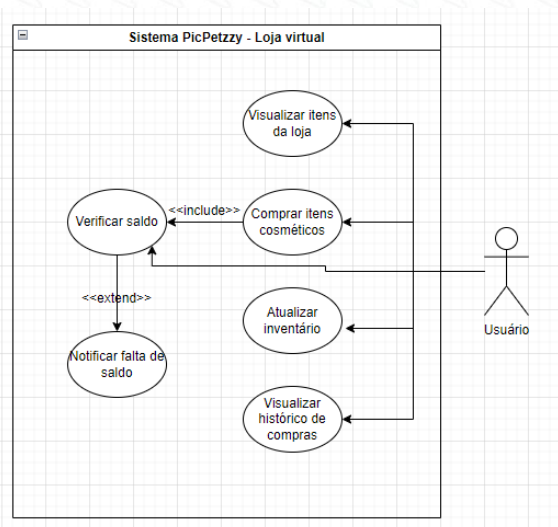 Sistema PicPetzzy - Loja virtual
Visualizar itens
da loja
Verificar saldo
<<include>>
Comprar itens
cosméticos
<<extend>>
Atualizar
inventário
Usuário
Notificar falta de
saldo
Visualizar
histórico de
compras